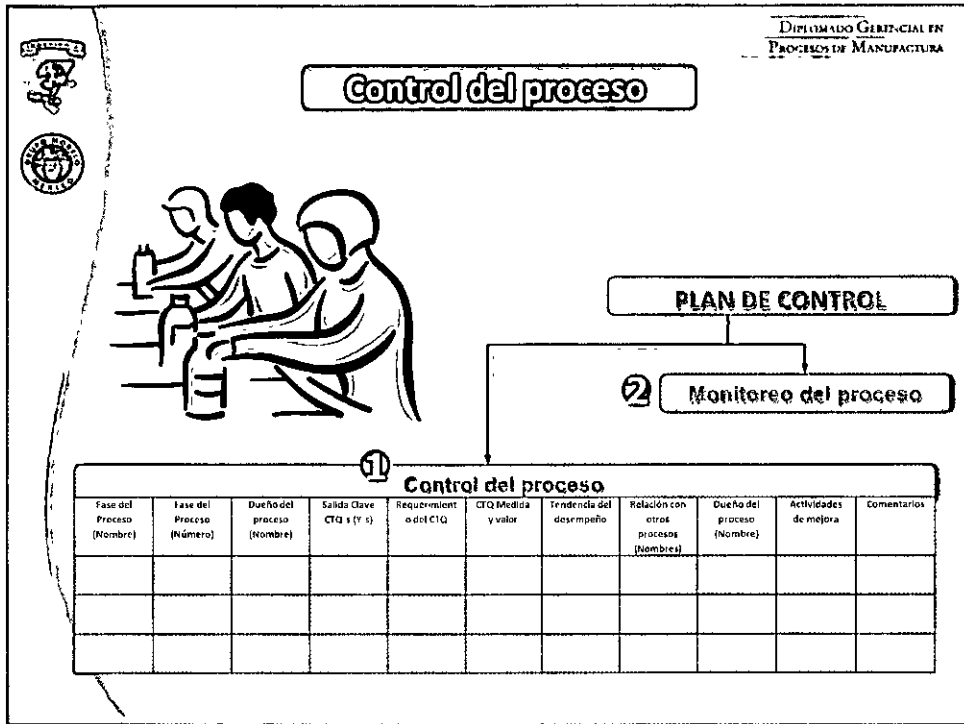 DIPLOMADO GERENCIAL EN
PROCESOS DE MANUFACTURA
Control del proceso
GRUPO MODELO
MEXICO
PLAN DE CONTROL
2 Monitoreo del proceso
1
Control del proceso
Fase del Proceso (Nombre)
Fase del Proceso (Número)
Dueño del proceso (Nombre)
Salida Clave CTQ s (Y s)
Requerimient o del CTQ
CTQ Medida y valor
Tendencia del desempeño
Relación con otros procesos (Nombres)
Dueño del proceso (Nombre)
Actividades de mejora
Comentarios